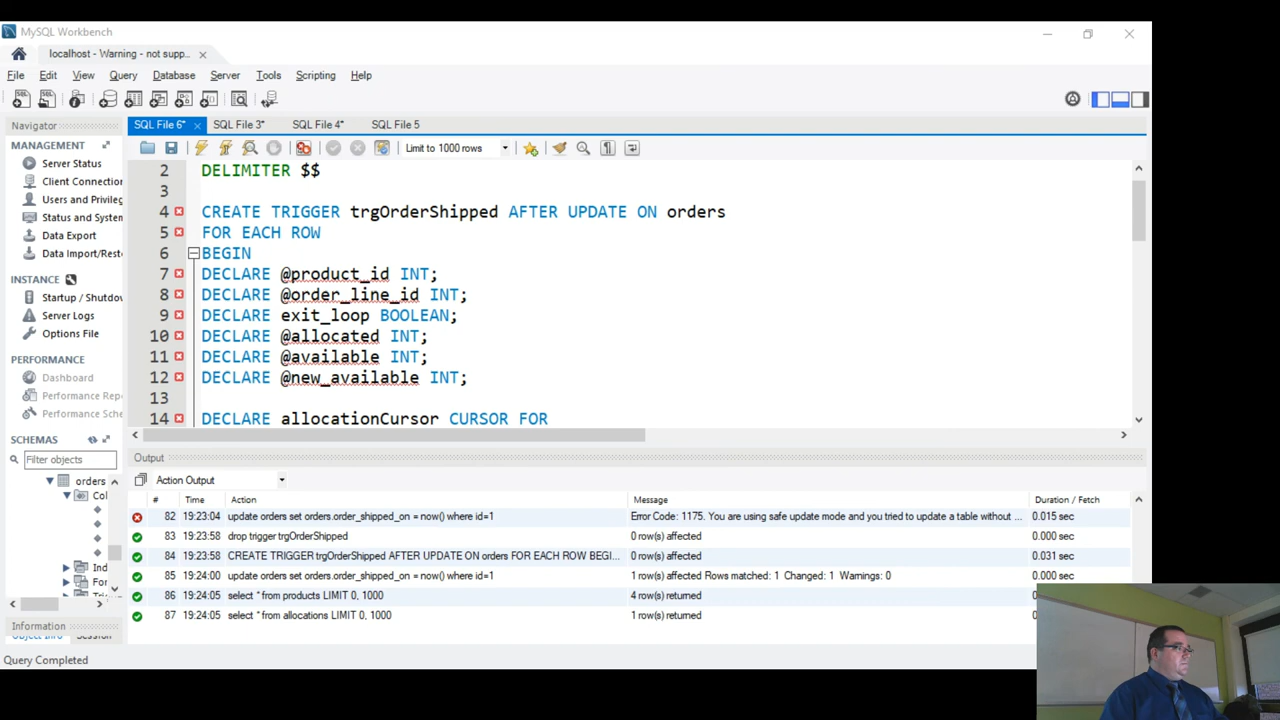 MySQL Workbench
localhost - Warning - not supp..
File Edit View Query Database Server Tools Scripting Help
Navigator
SQL File 6* SQL File 3* SQL File 4* SQL File 5
MANAGEMENT
Server Status
Client Connection
Users and Privileg
Status and System
Data Export
Data Import/Resto
INSTANCE
Startup / Shutdow
Server Logs
Options File
PERFORMANCE
Dashboard
Performance Rep
Performance Sche
SCHEMAS
Filter objects
orders
Col
Ind
For
Information
Object Info Session
Query Completed
Limit to 1000 rows
2 DELIMITER $$
3
4 CREATE TRIGGER trgOrderShipped AFTER UPDATE ON orders
5 FOR EACH ROW
6 BEGIN
7 DECLARE @product_id INT;
8 DECLARE @order_line_id INT;
9 DECLARE exit_loop BOOLEAN;
10 DECLARE @allocated INT;
11 DECLARE @available INT;
12 DECLARE @new_available INT;
13
14 DECLARE allocationCursor CURSOR FOR
Output
Action Output
# Time Action Message Duration / Fetch
82 19:23:04 update orders set orders.order_shipped_on = now() where id=1 Error Code: 1175. You are using safe update mode and you tried to update a table without ... 0.015 sec
83 19:23:58 drop trigger trgOrderShipped 0 row(s) affected 0.000 sec
84 19:23:58 CREATE TRIGGER trgOrderShipped AFTER UPDATE ON orders FOR EACH ROW BEGI... 0 row(s) affected 0.031 sec
85 19:24:00 update orders set orders.order_shipped_on = now() where id=1 1 row(s) affected Rows matched: 1 Changed: 1 Warnings: 0 0.000 sec
86 19:24:05 select * from products LIMIT 0, 1000 4 row(s) returned
87 19:24:05 select * from allocations LIMIT 0, 1000 1 row(s) returned